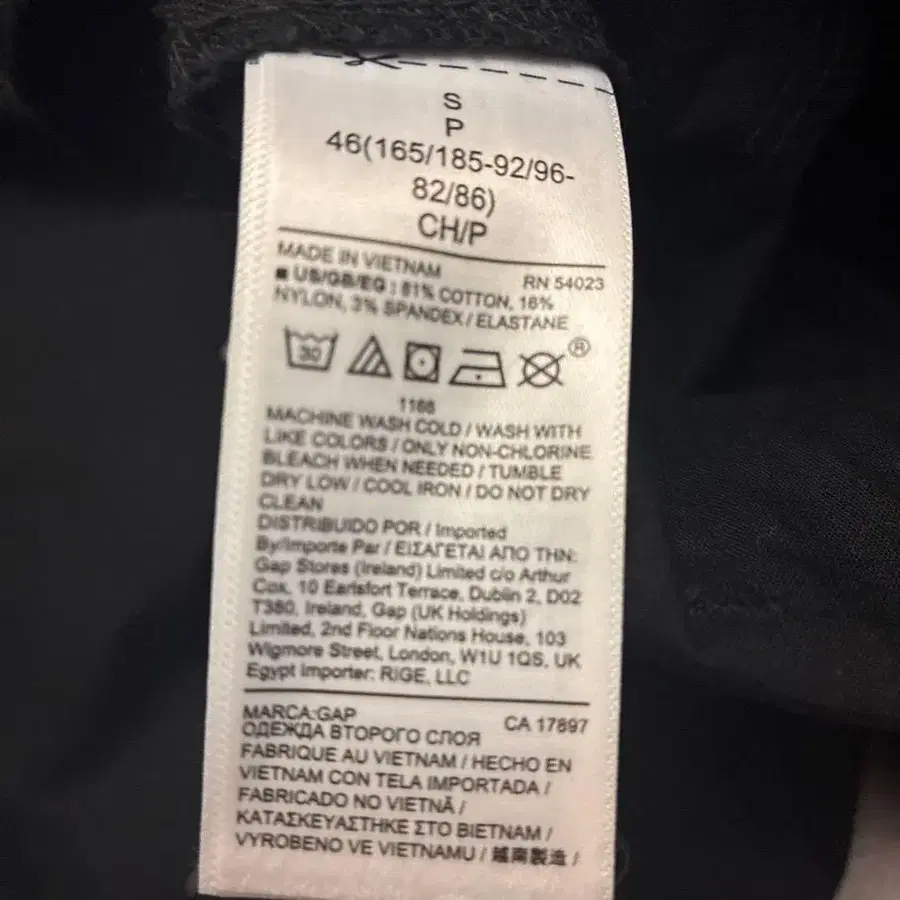 S
P
46(165/185-92/96-
82/86)
CH/P
MADE IN VIETNAM
RN 54023
■ US/GB/EG : 81% COTTON, 16%
NYLON, 3% SPANDEX / ELASTANE
30
®
1166
MACHINE WASH COLD / WASH WITH
LIKE COLORS / ONLY NON-CHLORINE
BLEACH WHEN NEEDED / TUMBLE
DRY LOW / COOL IRON / DO NOT DRY
CLEAN
DISTRIBUIDO POR / Imported
By/Importe Par / ΕΙΣΑΓΕΤΑΙ ΑΠΟ ΤΗΝ:
Gap Stores (Ireland) Limited c/o Arthur
Cox, 10 Earlsfort Terrace, Dublin 2, D02
T380, Ireland, Gap (UK Holdings)
Limited, 2nd Floor Nations House, 103
Wigmore Street, London, W1U 1QS, UK
Egypt Importer: RIGE, LLC
MARCA:GAP
CA 17897
ОДЕЖДА ВТОРОГО СЛОЯ
FABRIQUE AU VIETNAM / HECHO EN
VIETNAM CON TELA IMPORTADA /
FABRICADO NO VIETNÃ /
ΚΑΤΑΣΚΕΥΑΣΤΗΚΕ ΣΤΟ ΒΙΕΤΝΑΜ /
VYROBENO VE VIETNAMU / 越南製造 /